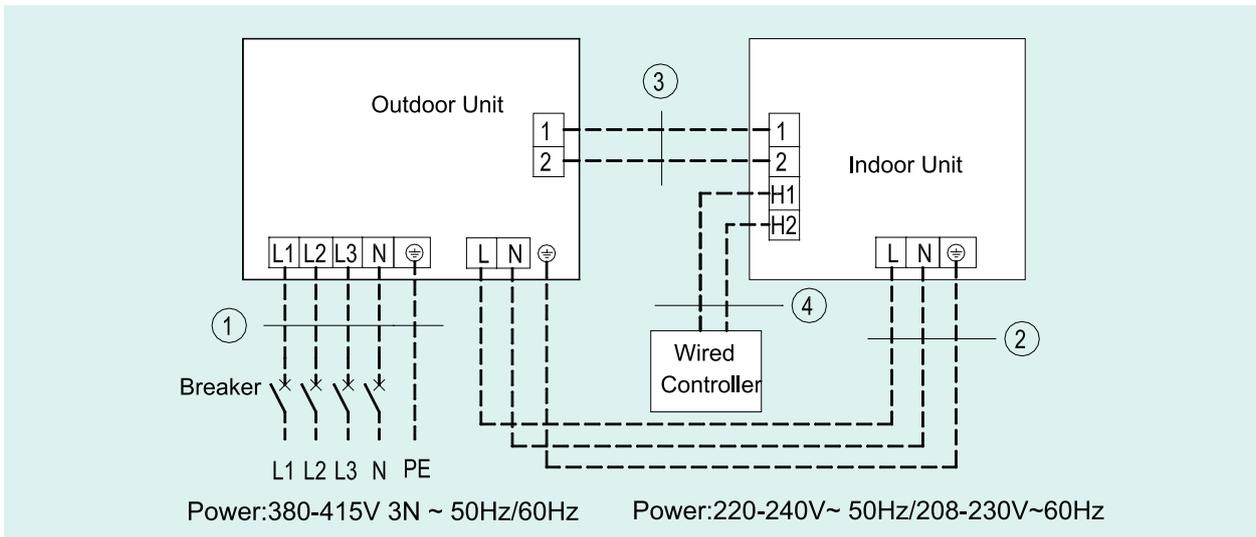 ③
Outdoor Unit
1
1
2
2
Indoor Unit
H1
H2
L1 L2 L3 N
L N
L N
①
④
②
Wired
Controller
Breaker
L1 L2 L3 N PE
Power:380-415V 3N ~ 50Hz/60Hz
Power:220-240V~ 50Hz/208-230V~60Hz